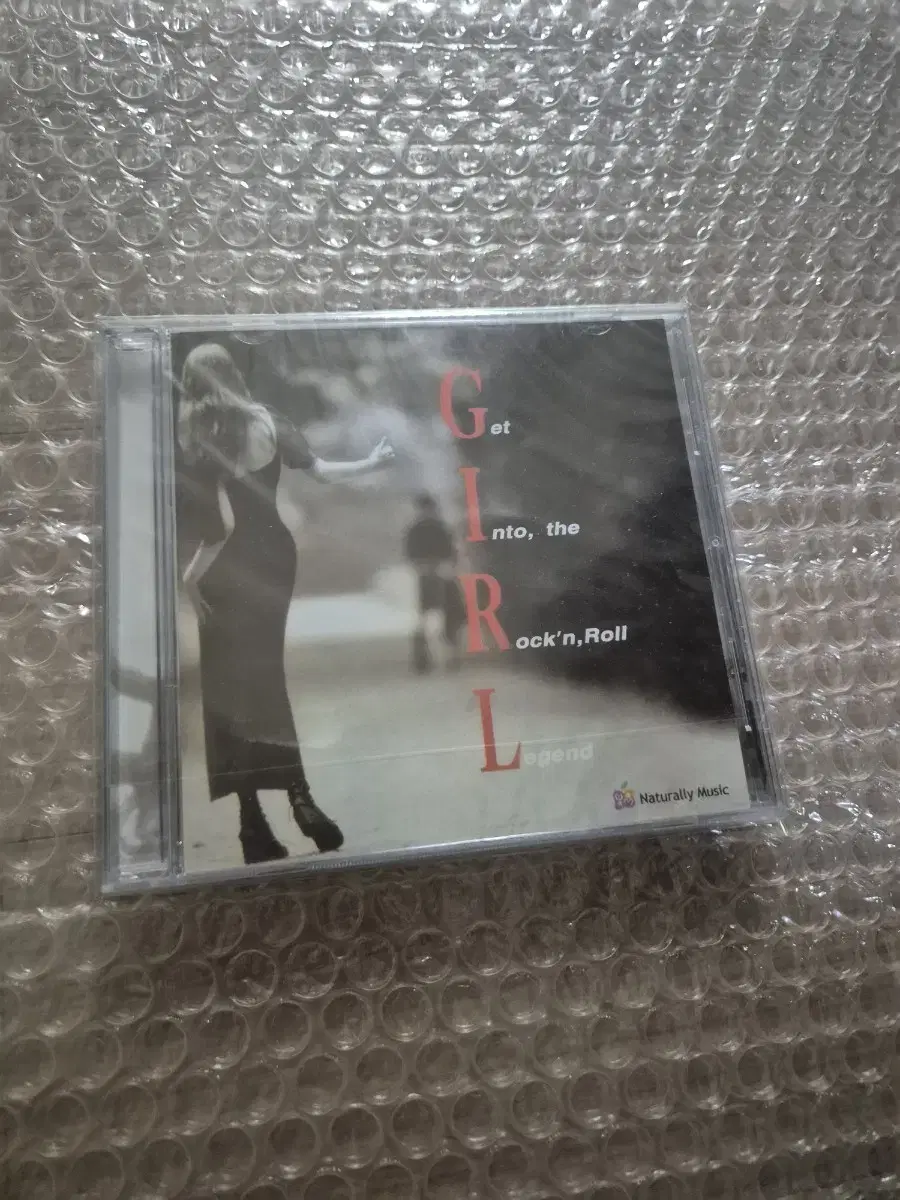 Get
Into, the
Rock'n,Roll
Legend
Naturally Music